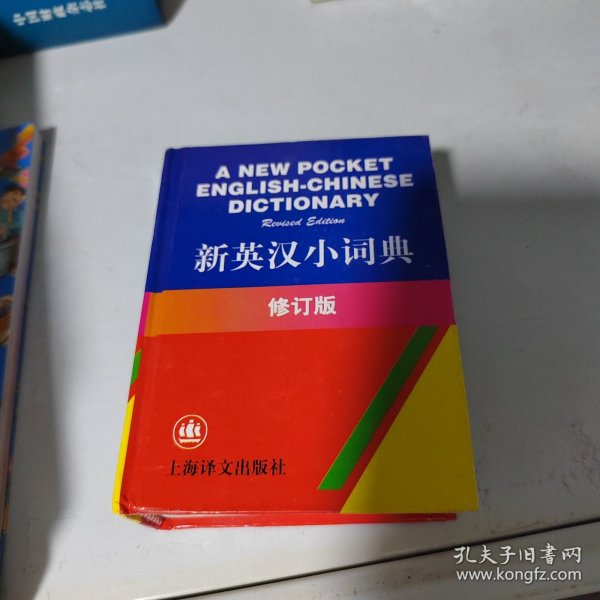 A NEW POCKET
ENGLISH-CHINESE
DICTIONARY
Revised Edition
新英汉小词典
修订版
上海译文出版社
孔夫子旧书网
www.kongfz.com